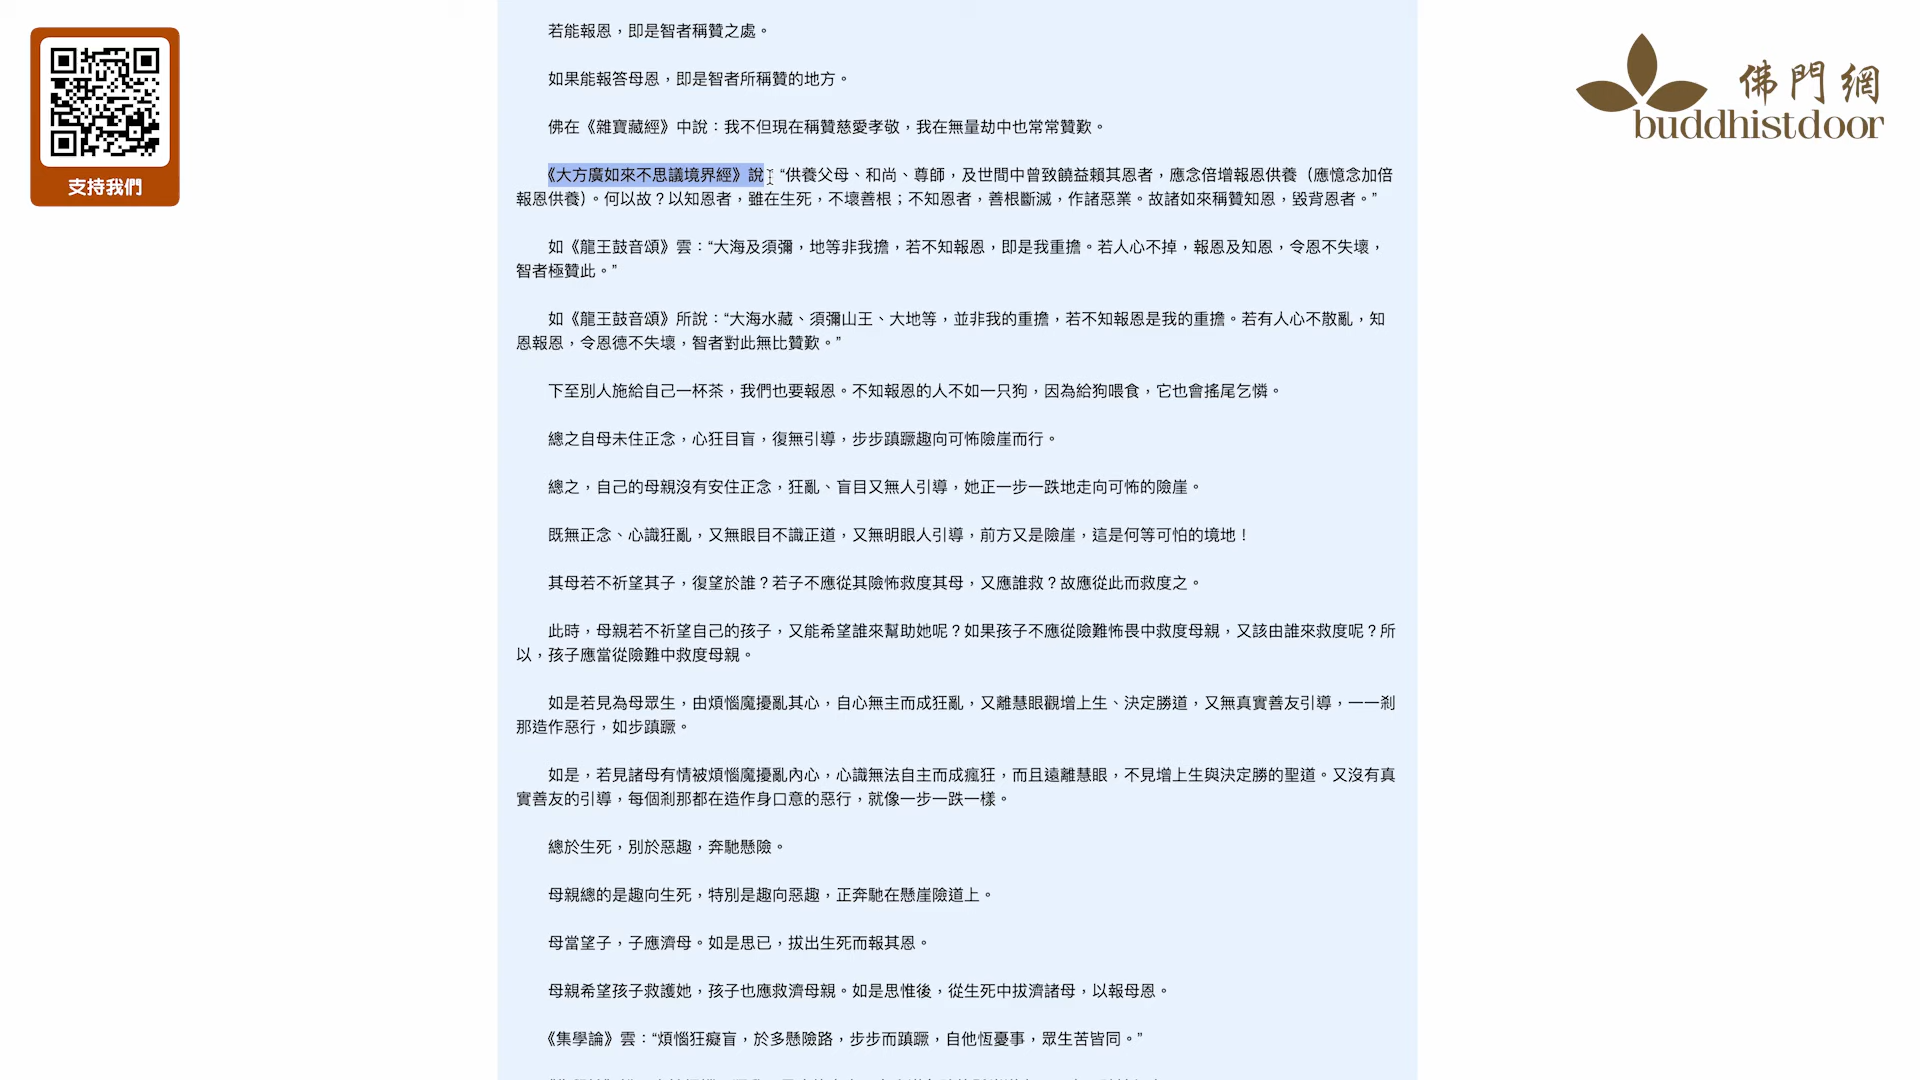 支持我們
佛門網
buddhistdoor
若能報恩，即是智者稱贊之處。
如果能報答母恩，即是智者所稱贊的地方。
佛在《雜寶藏經》中說：我不但現在稱贊慈愛孝敬，我在無量劫中也常常贊歎。
《大方廣如來不思議境界經》說：“供養父母、和尚、尊師，及世間中曾致饒益賴其恩者，應念倍增報恩供養（應憶念加倍
報恩供養）。何以故？以知恩者，雖在生死，不壞善根；不知恩者，善根斷滅，作諸惡業。故諸如來稱贊知恩，毀背恩者。”
如《龍王鼓音頌》雲：“大海及須彌，地等非我擔，若不知報恩，即是我重擔。若人心不掉，報恩及知恩，令恩不失壞，
智者極贊此。”
如《龍王鼓音頌》所說：“大海水藏、須彌山王、大地等，並非我的重擔，若不知報恩是我的重擔。若有人心不散亂，知
恩報恩，令恩德不失壞，智者對此無比贊歎。”
下至別人施給自己一杯茶，我們也要報恩。不知報恩的人不如一只狗，因為給狗喂食，它也會搖尾乞憐。
總之自母未住正念，心狂目盲，復無引導，步步蹎蹶趣向可怖險崖而行。
總之，自己的母親沒有安住正念，狂亂、盲目又無人引導，她正一步一跌地走向可怖的險崖。
既無正念、心識狂亂，又無眼目不識正道，又無明眼人引導，前方又是險崖，這是何等可怕的境地！
其母若不祈望其子，復望於誰？若子不應從其險怖救度其母，又應誰救？故應從此而救度之。
此時，母親若不祈望自己的孩子，又能希望誰來幫助她呢？如果孩子不應從險難怖畏中救度母親，又該由誰來救度呢？所
以，孩子應當從險難中救度母親。
如是若見為母眾生，由煩惱魔擾亂其心，自心無主而成狂亂，又離慧眼觀增上生、決定勝道，又無真實善友引導，一一剎
那造作惡行，如步蹎蹶。
如是，若見諸母有情被煩惱魔擾亂內心，心識無法自主而成瘋狂，而且遠離慧眼，不見增上生與決定勝的聖道。又沒有真
實善友的引導，每個剎那都在造作身口意的惡行，就像一步一跌一樣。
總於生死，別於惡趣，奔馳懸險。
母親總的是趣向生死，特別是趣向惡趣，正奔馳在懸崖險道上。
母當望子，子應濟母。如是思已，拔出生死而報其恩。
母親希望孩子救護她，孩子也應救濟母親。如是思惟後，從生死中拔濟諸母，以報母恩。
《集學論》雲：“煩惱狂癡盲，於多懸險路，步步而蹎蹶，自他恆憂事，眾生苦皆同。”